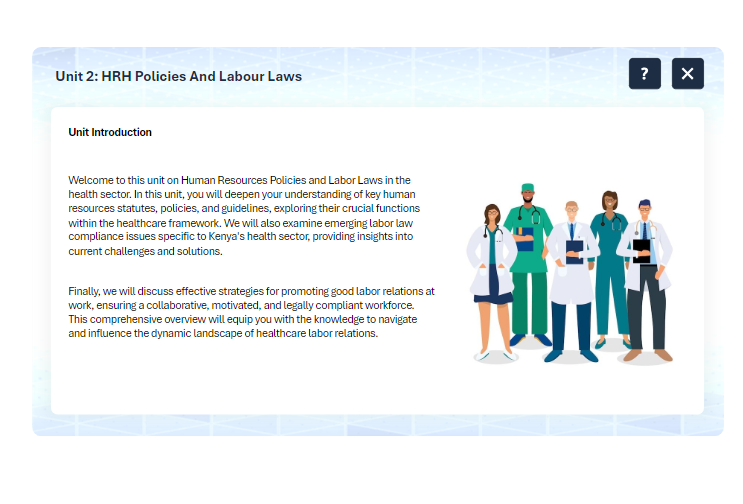 Unit 2: HRH Policies And Labour Laws
?
Unit Introduction
Welcome to this unit on Human Resources Policies and Labor Laws in the
health sector. In this unit, you will deepen your understanding of key human
resources statutes, policies, and guidelines, exploring their crucial functions
within the healthcare framework. We will also examine emerging labor law
compliance issues specific to Kenya's health sector, providing insights into
current challenges and solutions.
Finally, we will discuss effective strategies for promoting good labor relations at
work, ensuring a collaborative, motivated, and legally compliant workforce.
This comprehensive overview will equip you with the knowledge to navigate
and influence the dynamic landscape of healthcare labor relations.